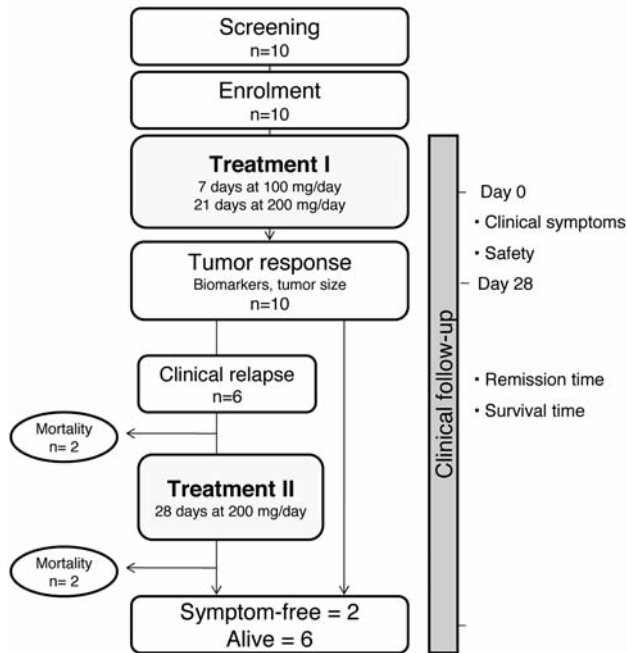 Screening
n=10
Enrolment
n=10
Treatment I
7 days at 100 mg/day
21 days at 200 mg/day
Tumor response
Biomarkers, tumor size
n=10
Clinical relapse
n=6
Mortality
n= 2
Treatment II
28 days at 200 mg/day
Mortality
n= 2
Symptom-free = 2
Alive = 6
Clinical follow-up
Day 0
• Clinical symptoms
• Safety
Day 28
• Remission time
• Survival time